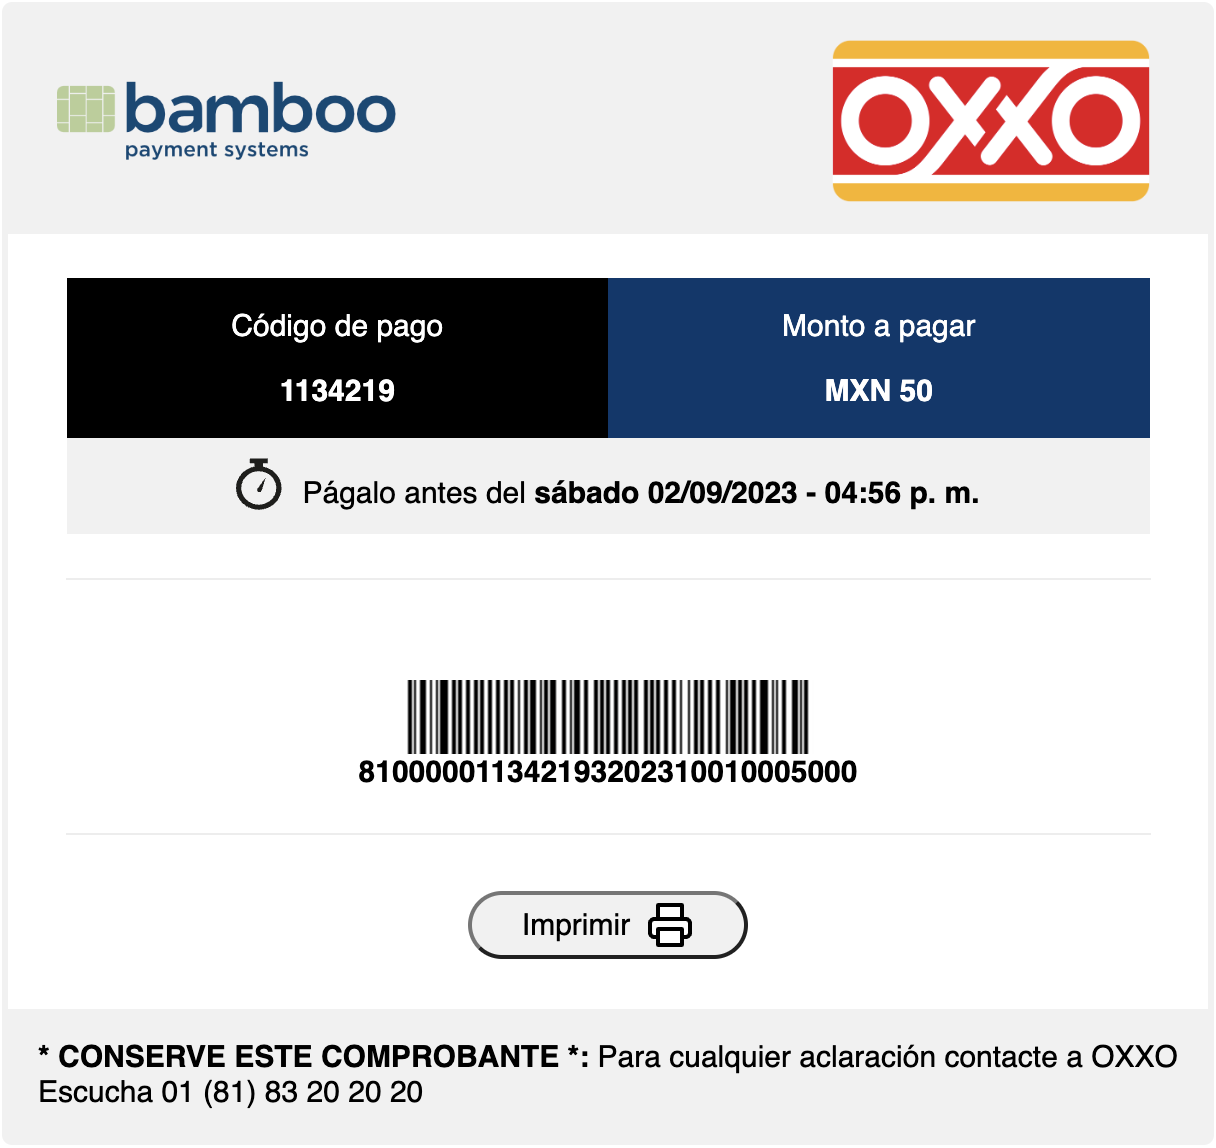 bamboo
payment systems
OXXO
Código de pago
1134219
Monto a pagar
MXN 50
Págalo antes del sábado 02/09/2023 - 04:56 p. m.
810000011342193202310010005000
Imprimir
* CONSERVE ESTE COMPROBANTE *: Para cualquier aclaración contacte a OXXO
Escucha 01 (81) 83 20 20 20